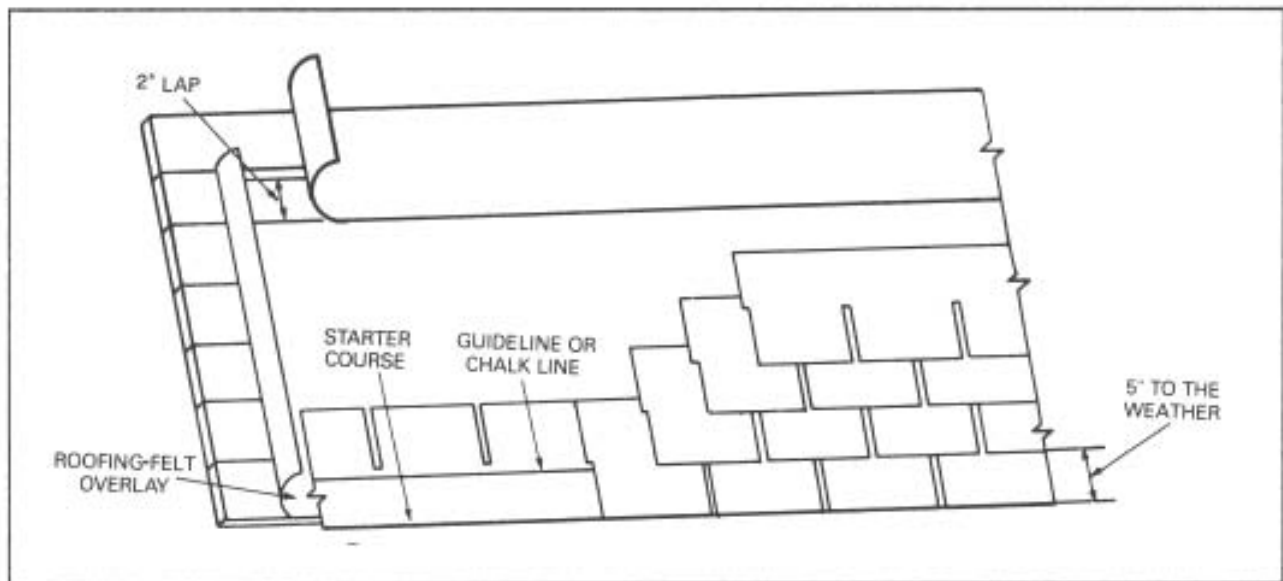 2" LAP
STARTER
COURSE
GUIDELINE OR
CHALK LINE
5" TO THE
WEATHER
ROOFING-FELT
OVERLAY